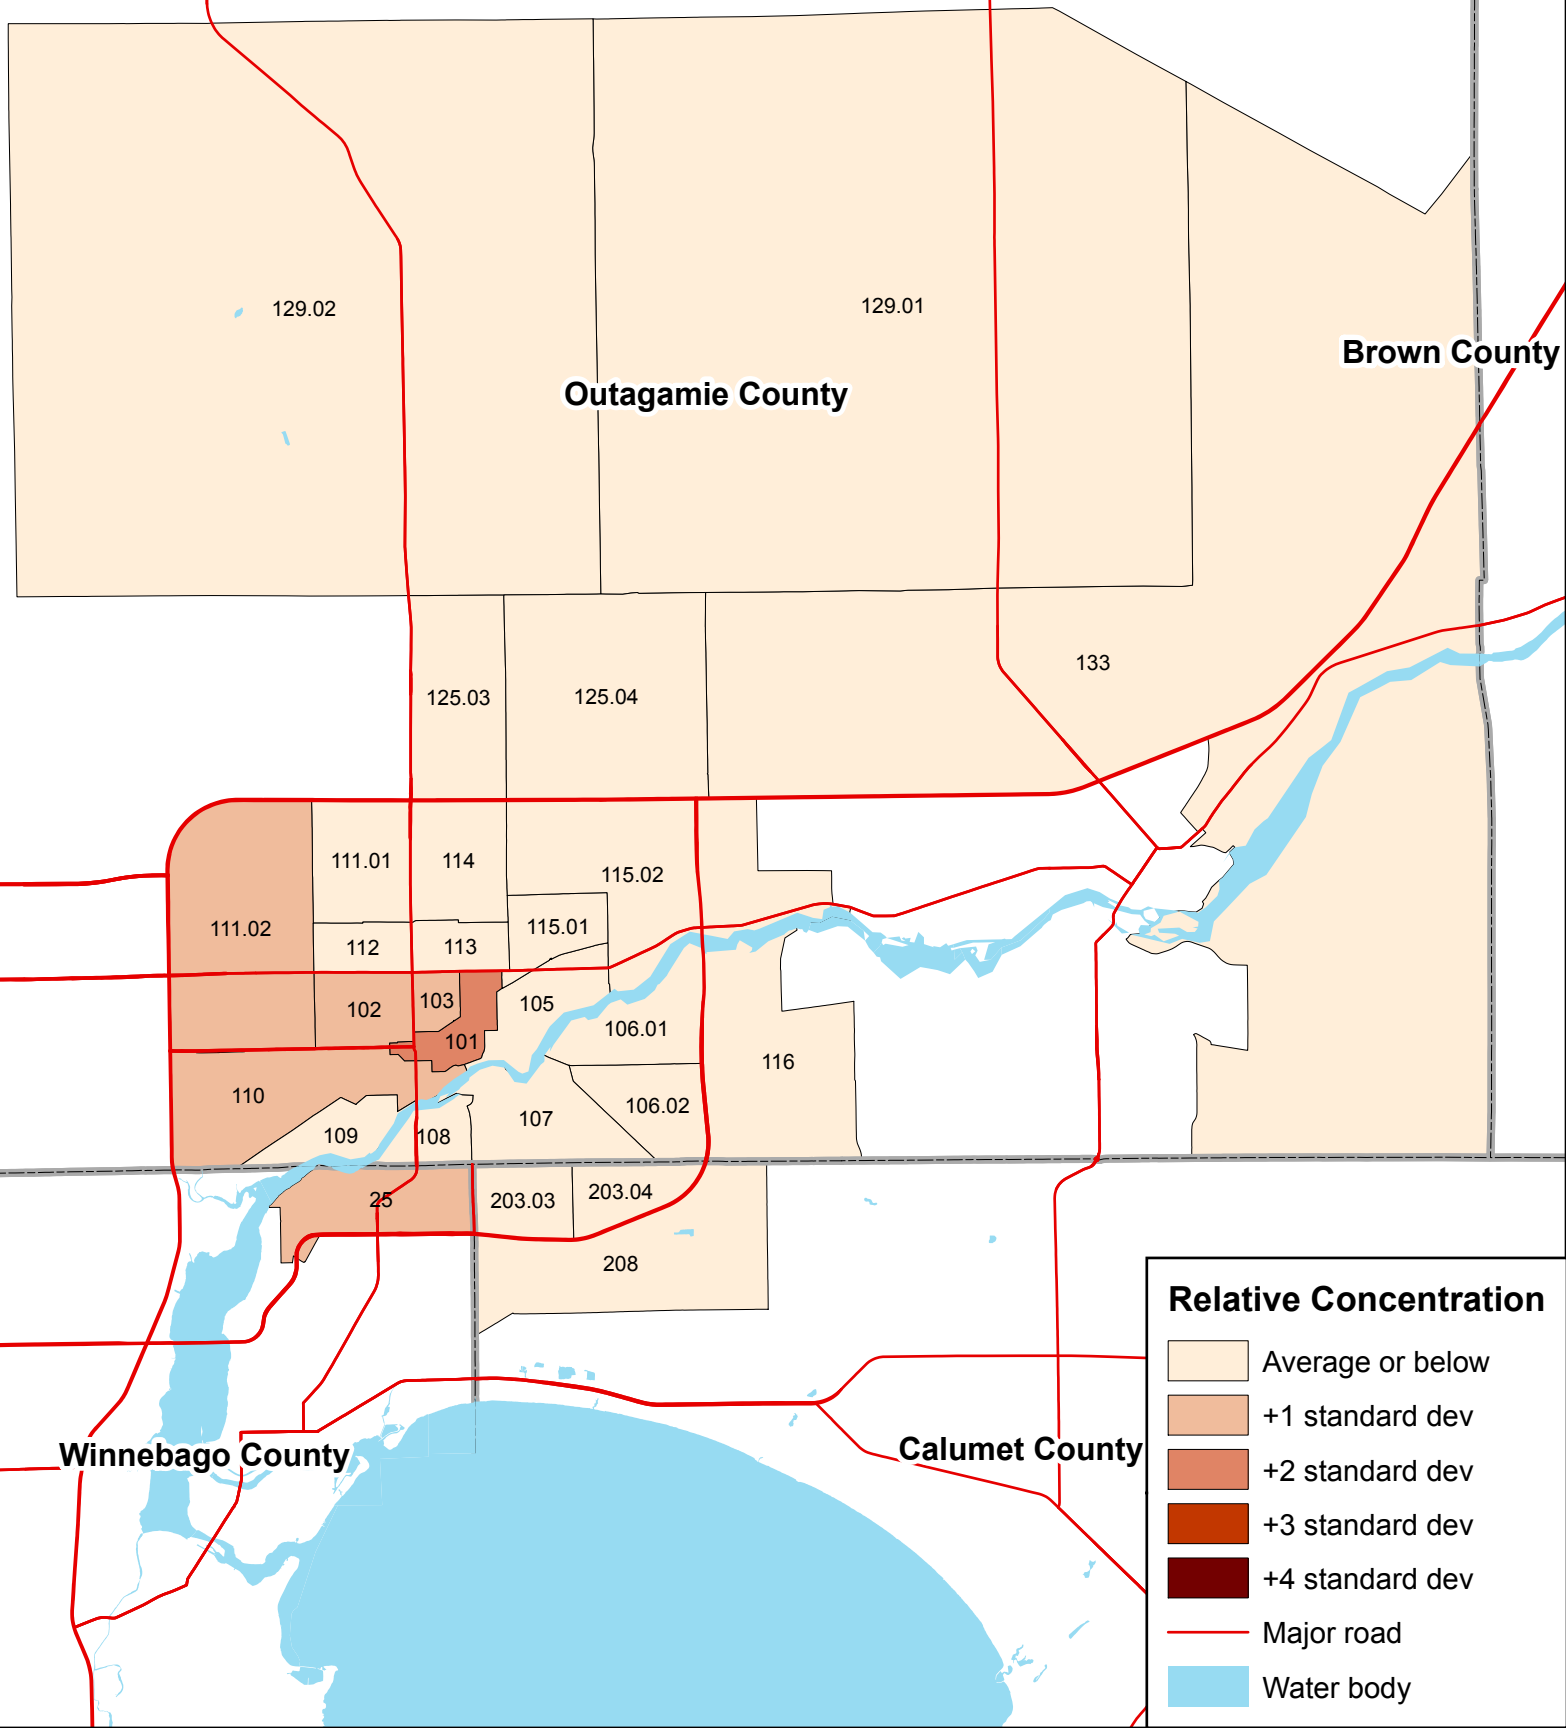 129.02
129.01
Brown County
Outagamie County
133
125.03
125.04
111.01
114
115.02
111.02
115.01
112
113
103
102
105
106.01
101
116
110
106.02
107
109
108
25
203.03
203.04
208
Relative Concentration
Average or below
+1 standard dev
+2 standard dev
+3 standard dev
+4 standard dev
Major road
Water body
Winnebago County
Calumet County